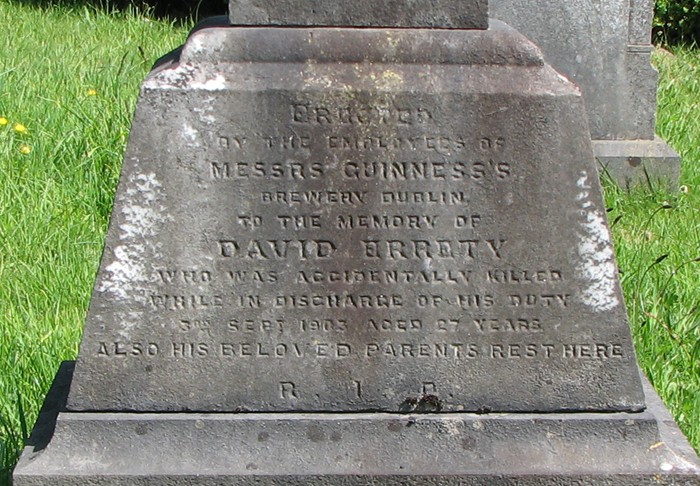 ERECTED
BY THE EMPLOYEES OF
MESSRS GUINNESS'S
BREWERY DUBLIN.
TO THE MEMORY OF
DAVID ERRETY
WHO WAS ACCIDENTALLY KILLED
WHILE IN DISCHARGE OF HIS DUTY
3RD SEPT 1903 AGED 27 YEARS
ALSO HIS BELOVED PARENTS REST HERE
R. I. P.